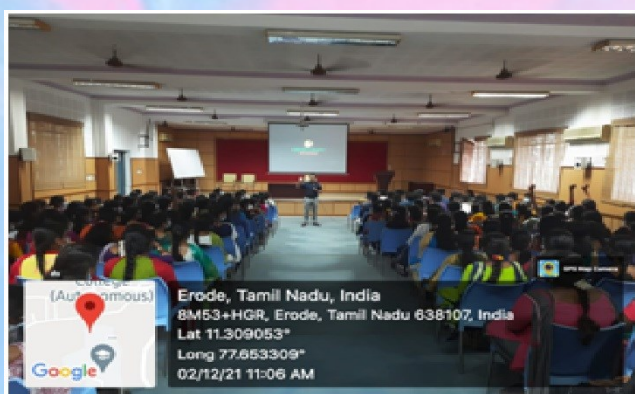 GPS Map Camera
College
(Autonomous)
Google
Erode, Tamil Nadu, India
8M53+HGR, Erode, Tamil Nadu 638107, India
Lat 11.309053°
Long 77.653309°
02/12/21 11:06 AM